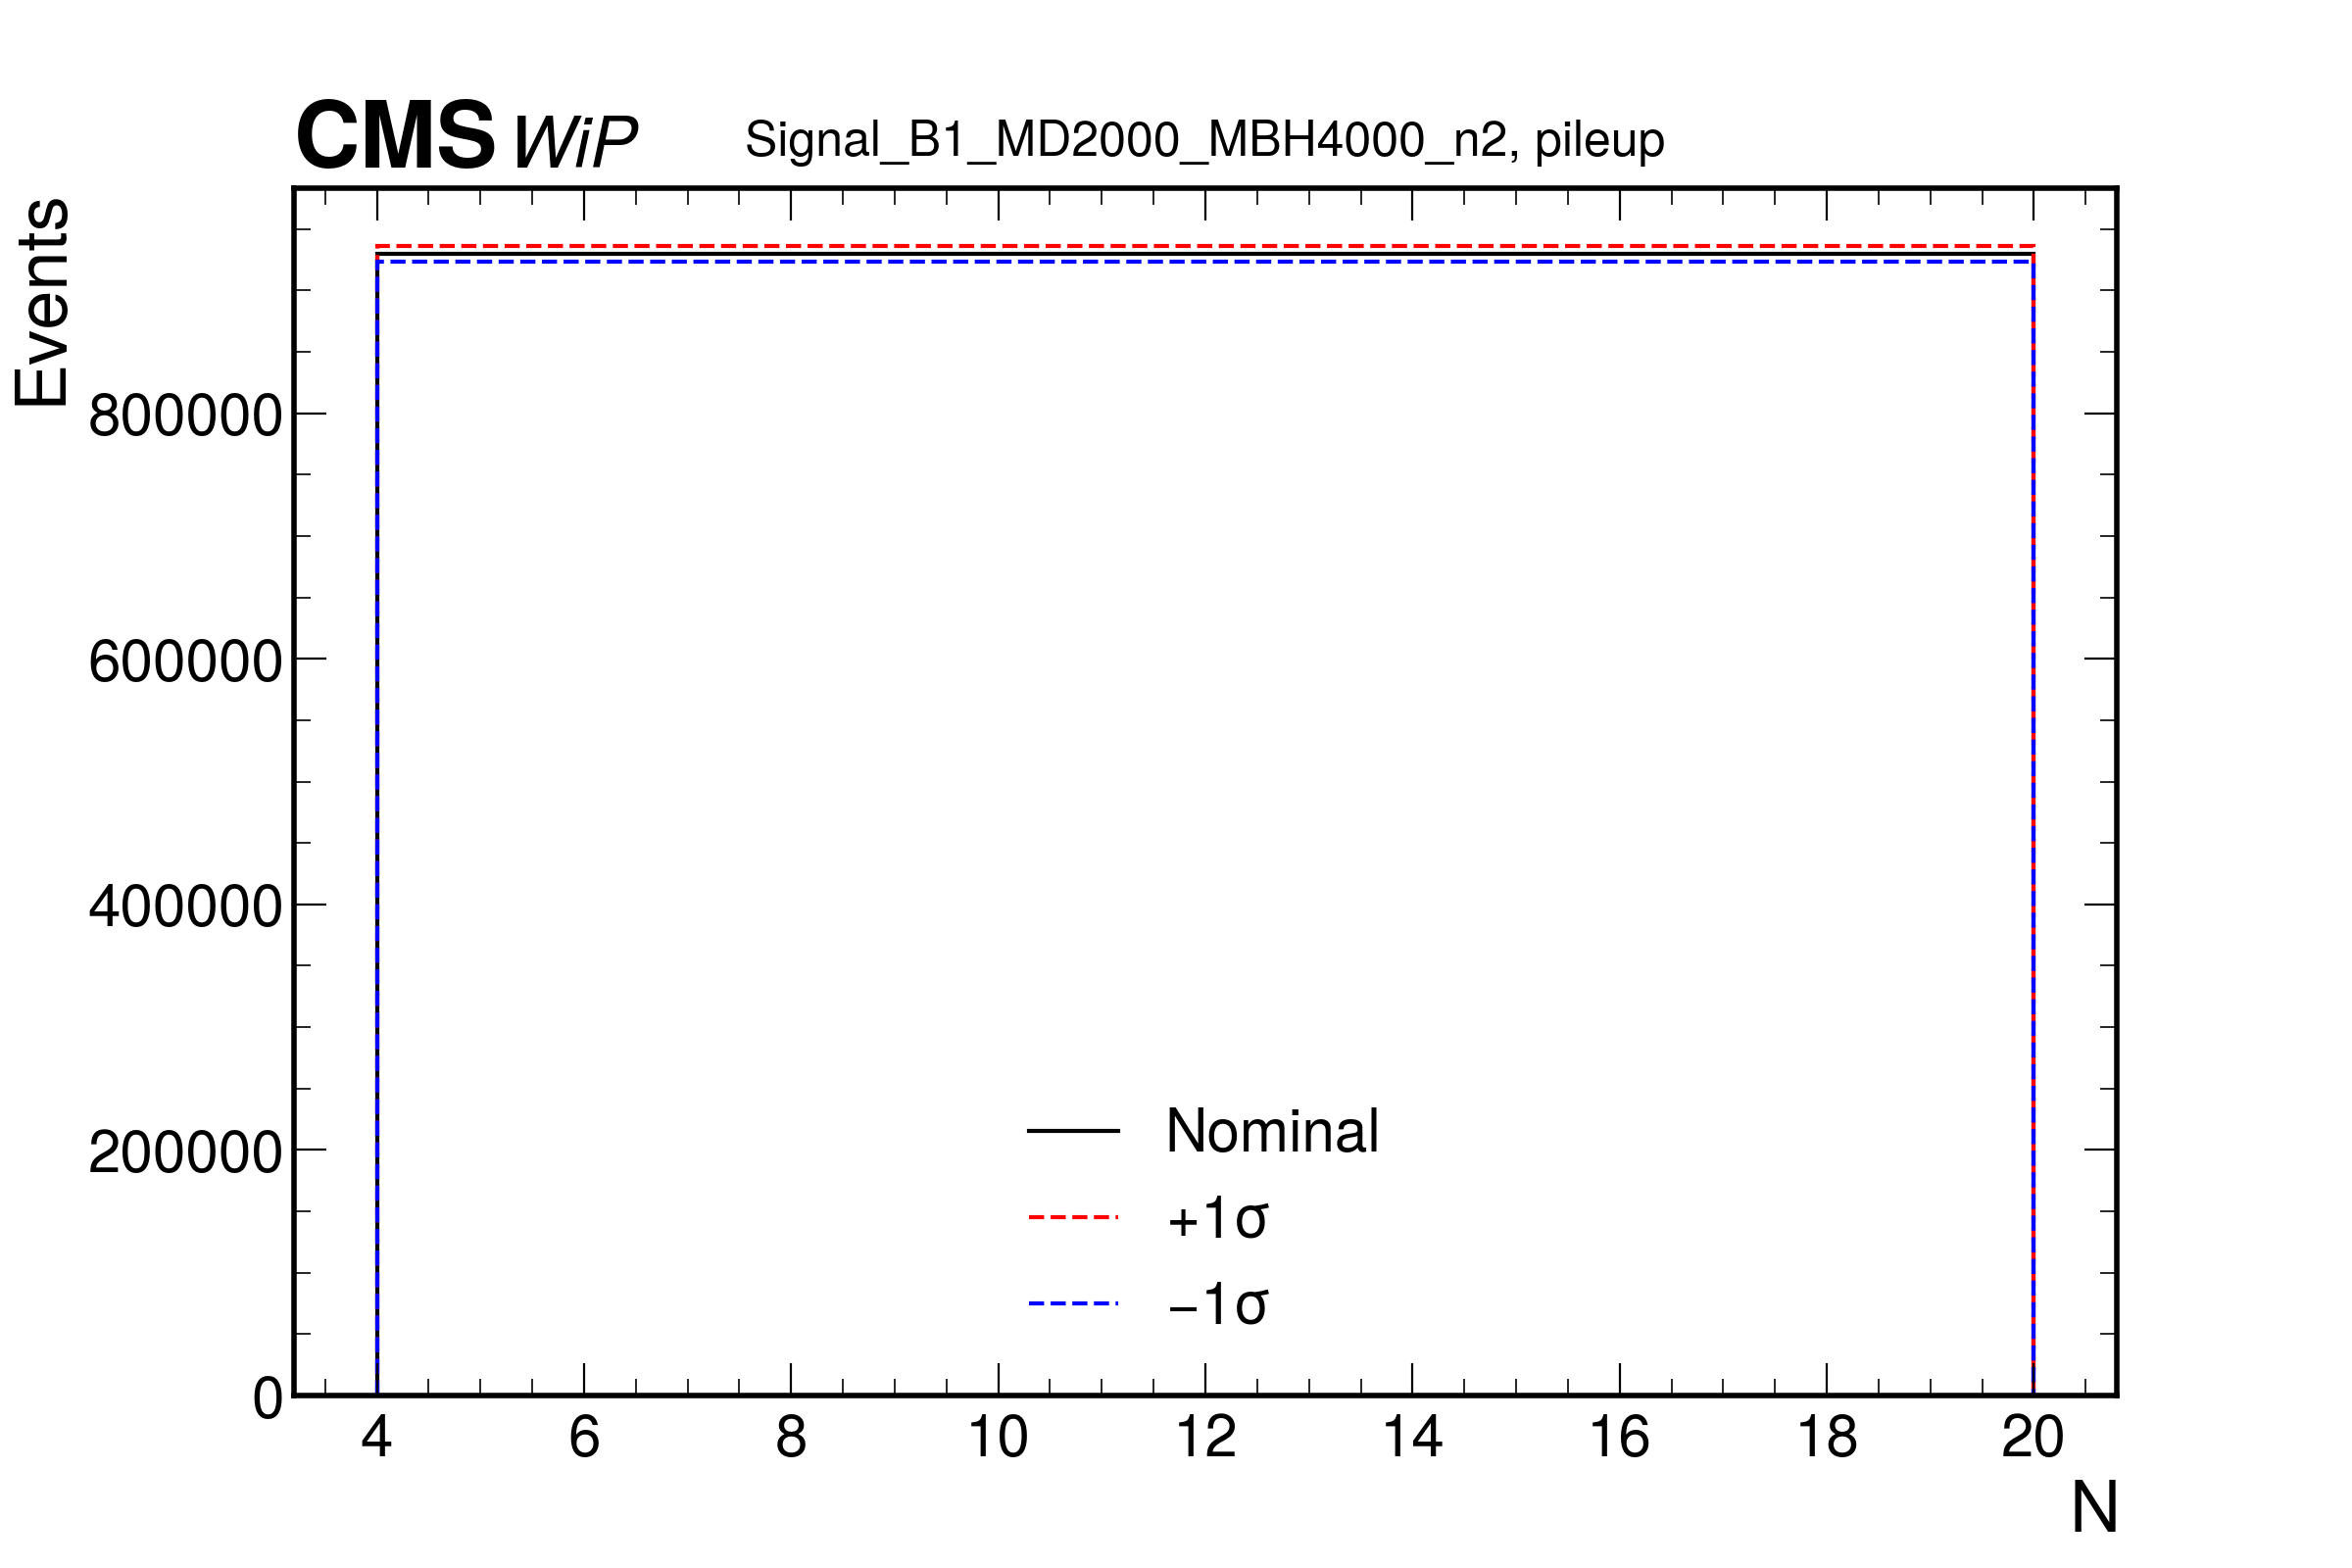 CMS WiP Signal_B1_MD2000_MBH4000_n2, pileup
Events
800000
600000
400000
200000
0
Nominal
+1σ
−1σ
4 6 8 10 12 14 16 18 20
N